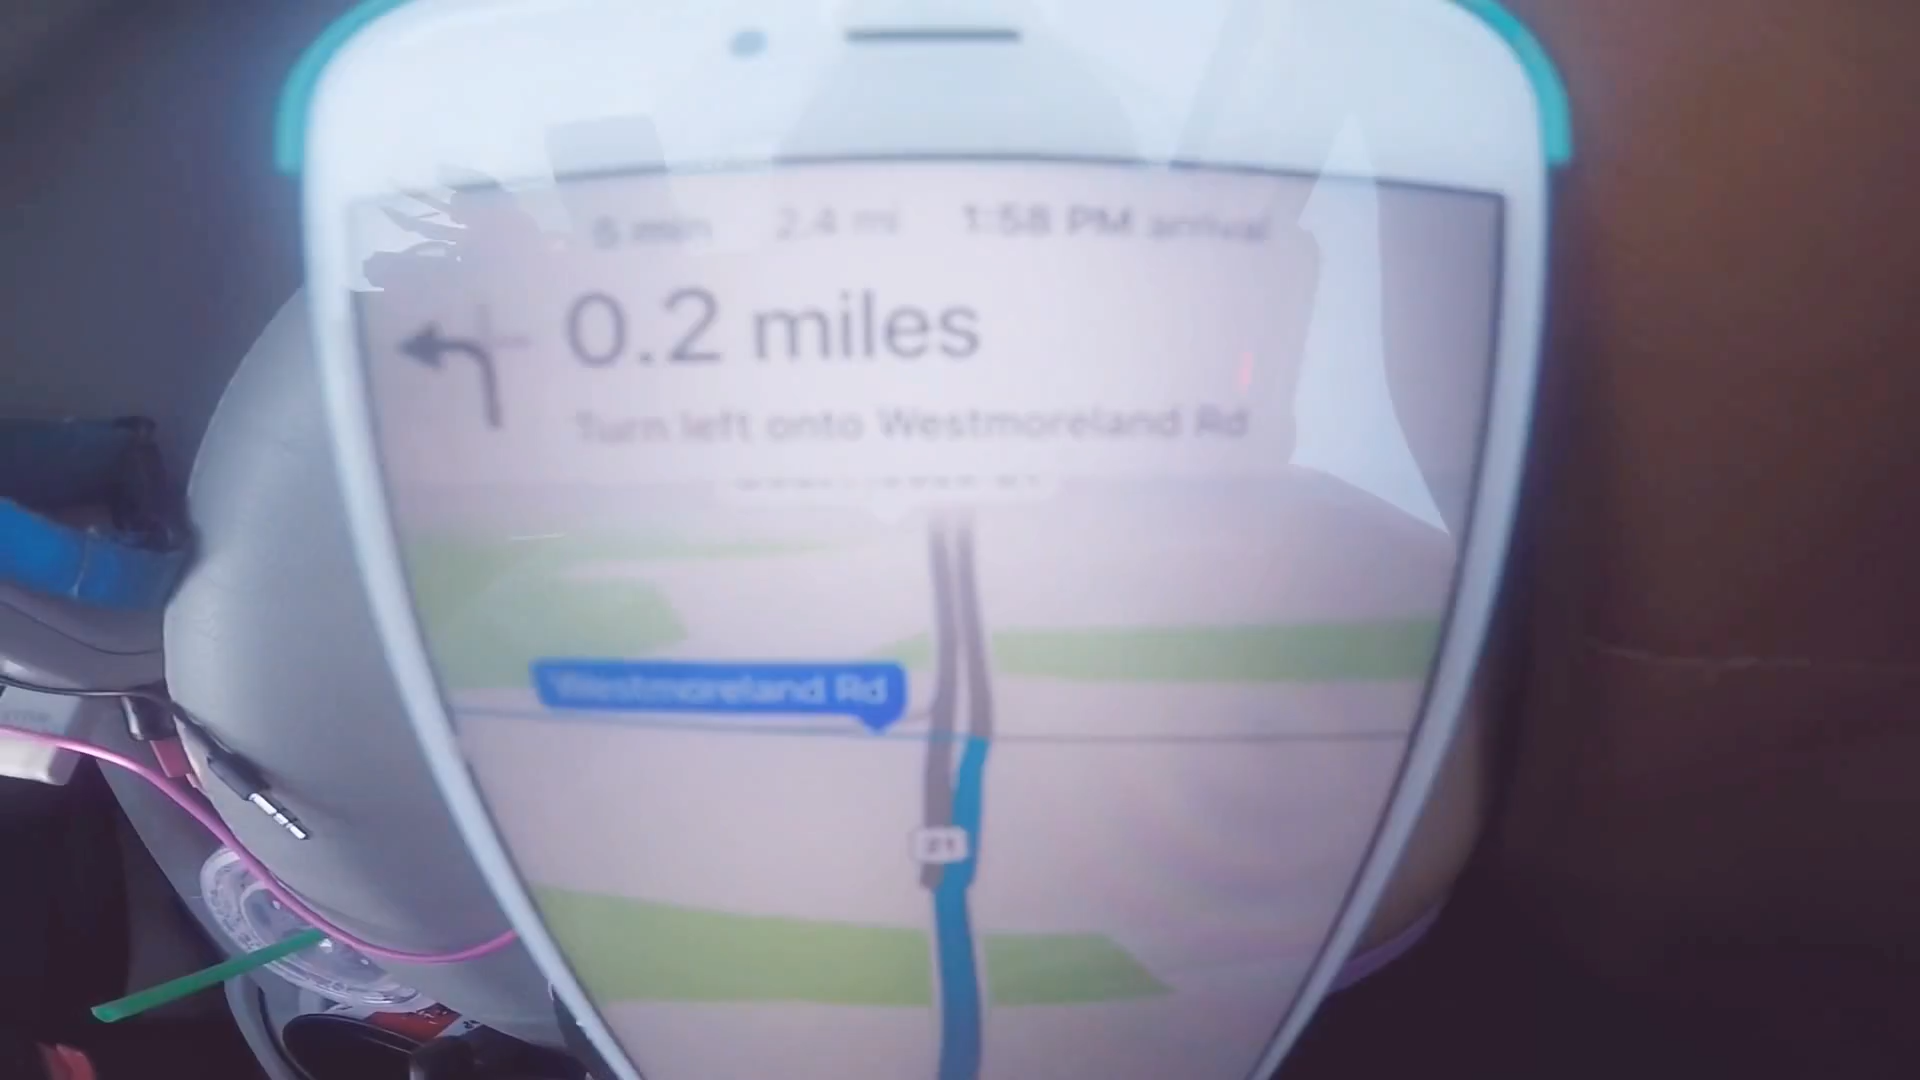 5 min 2.4 mi 1:58 PM arrival
0.2 miles
Turn left onto Westmoreland Rd
Westmoreland Rd
21